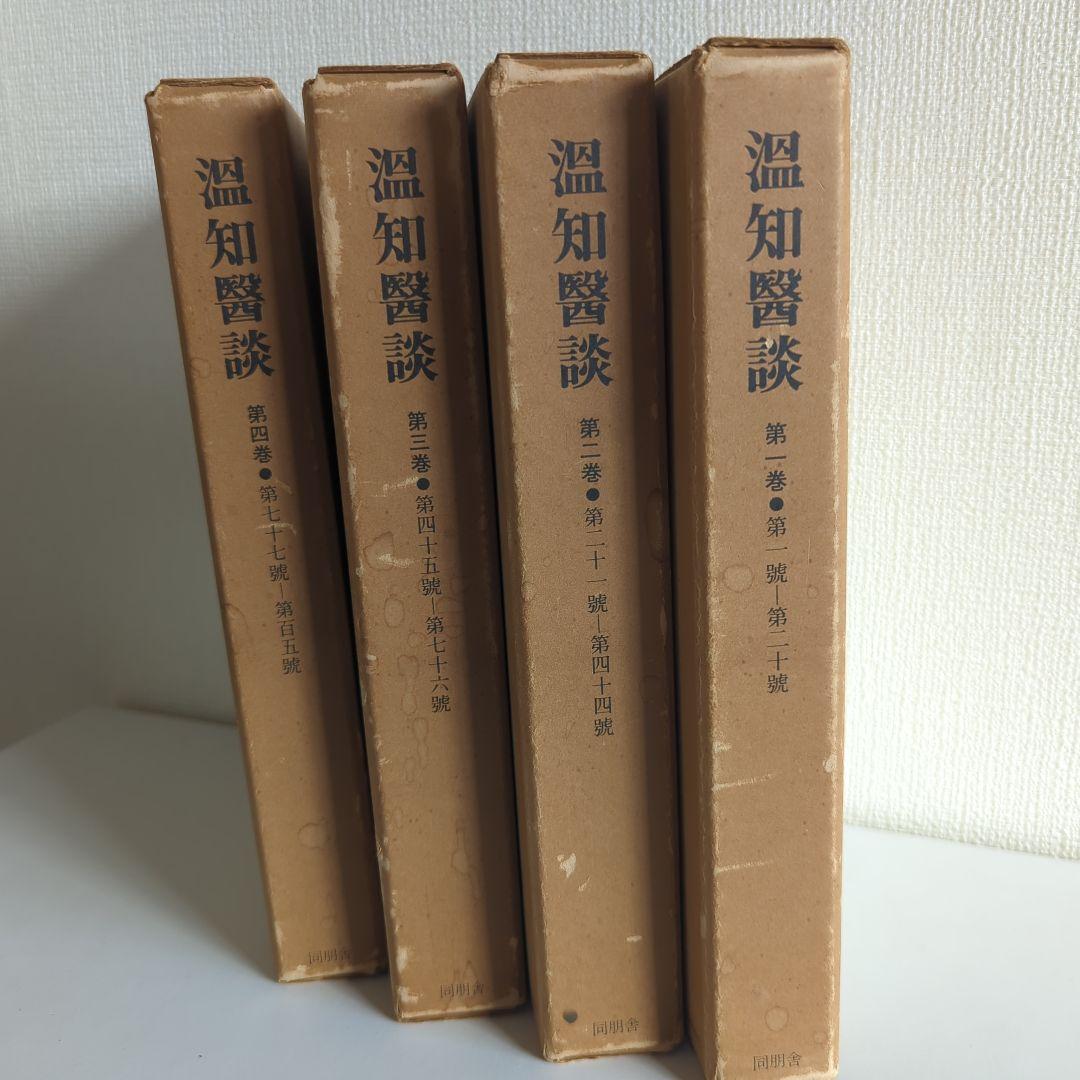 溫知醫談
第一巻●第一號—第二十號
同朋舎
溫知醫談
第二巻●第二十一號—第四十四號
同朋舎
溫知醫談
第三巻●第四十五號—第七十六號
同朋舎
溫知醫談
第四巻●第七十七號—第百五號
同朋舎